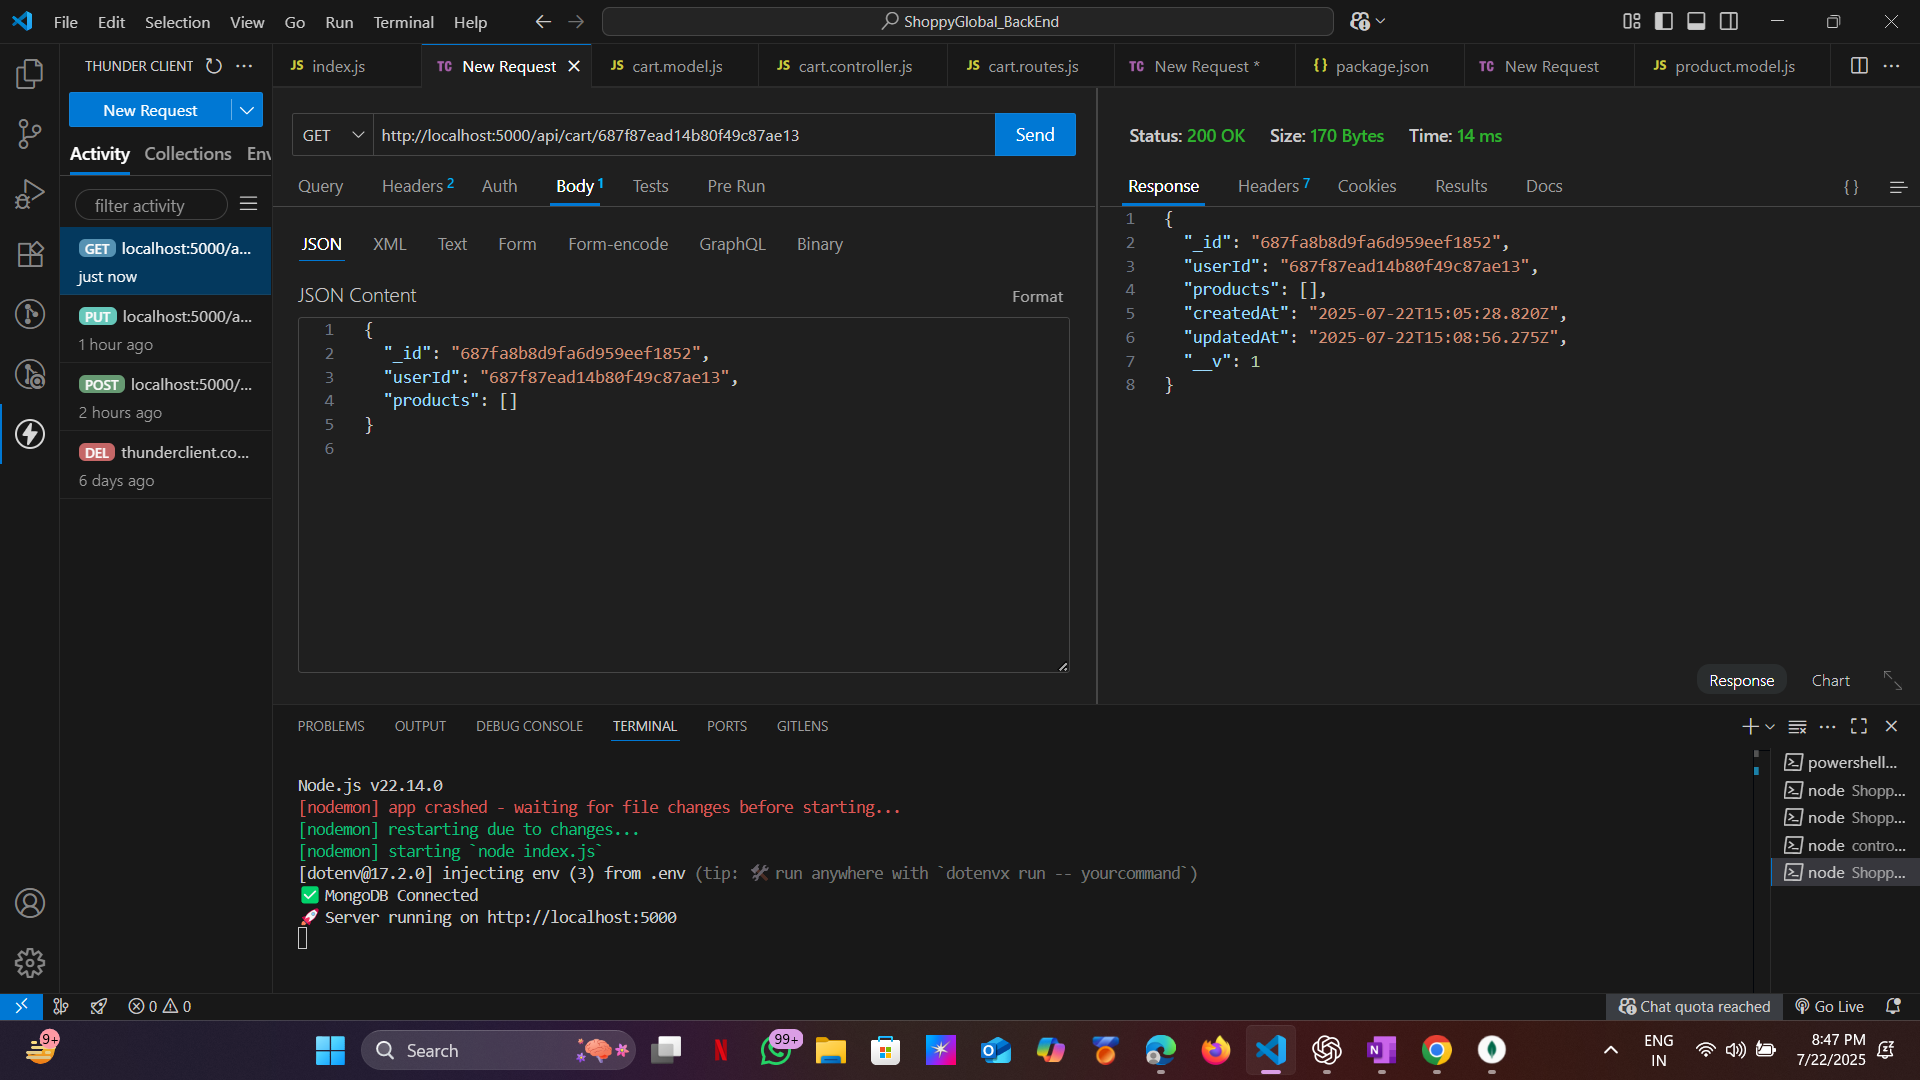 File Edit Selection View Go Run Terminal Help
ShoppyGlobal_BackEnd
THUNDER CLIENT
JS index.js
TC New Request
JS cart.model.js
JS cart.controller.js
JS cart.routes.js
TC New Request *
{} package.json
TC New Request
JS product.model.js
New Request
Activity Collections Env
filter activity
GET localhost:5000/a...
just now
PUT localhost:5000/a...
1 hour ago
POST localhost:5000/...
2 hours ago
DEL thunderclient.co...
6 days ago
GET http://localhost:5000/api/cart/687f87ead14b80f49c87ae13 Send
Query Headers 2 Auth Body 1 Tests Pre Run
JSON XML Text Form Form-encode GraphQL Binary
JSON Content Format
1 {
2 "_id": "687fa8b8d9fa6d959eef1852",
3 "userId": "687f87ead14b80f49c87ae13",
4 "products": []
5 }
6
Status: 200 OK Size: 170 Bytes Time: 14 ms
Response Headers 7 Cookies Results Docs { }
1 {
2 "_id": "687fa8b8d9fa6d959eef1852",
3 "userId": "687f87ead14b80f49c87ae13",
4 "products": [],
5 "createdAt": "2025-07-22T15:05:28.820Z",
6 "updatedAt": "2025-07-22T15:08:56.275Z",
7 "__v": 1
8 }
Response Chart
PROBLEMS OUTPUT DEBUG CONSOLE TERMINAL PORTS GITLENS
Node.js v22.14.0
[nodemon] app crashed - waiting for file changes before starting...
[nodemon] restarting due to changes...
[nodemon] starting `node index.js`
[dotenv@17.2.0] injecting env (3) from .env (tip: 🛠️ run anywhere with `dotenvx run -- yourcommand`)
✅ MongoDB Connected
🚀 Server running on http://localhost:5000
powershell...
node Shopp...
node Shopp...
node contro...
node Shopp...
0 0
Chat quota reached Go Live
9+
Search
99+
ENG
IN
8:47 PM
7/22/2025